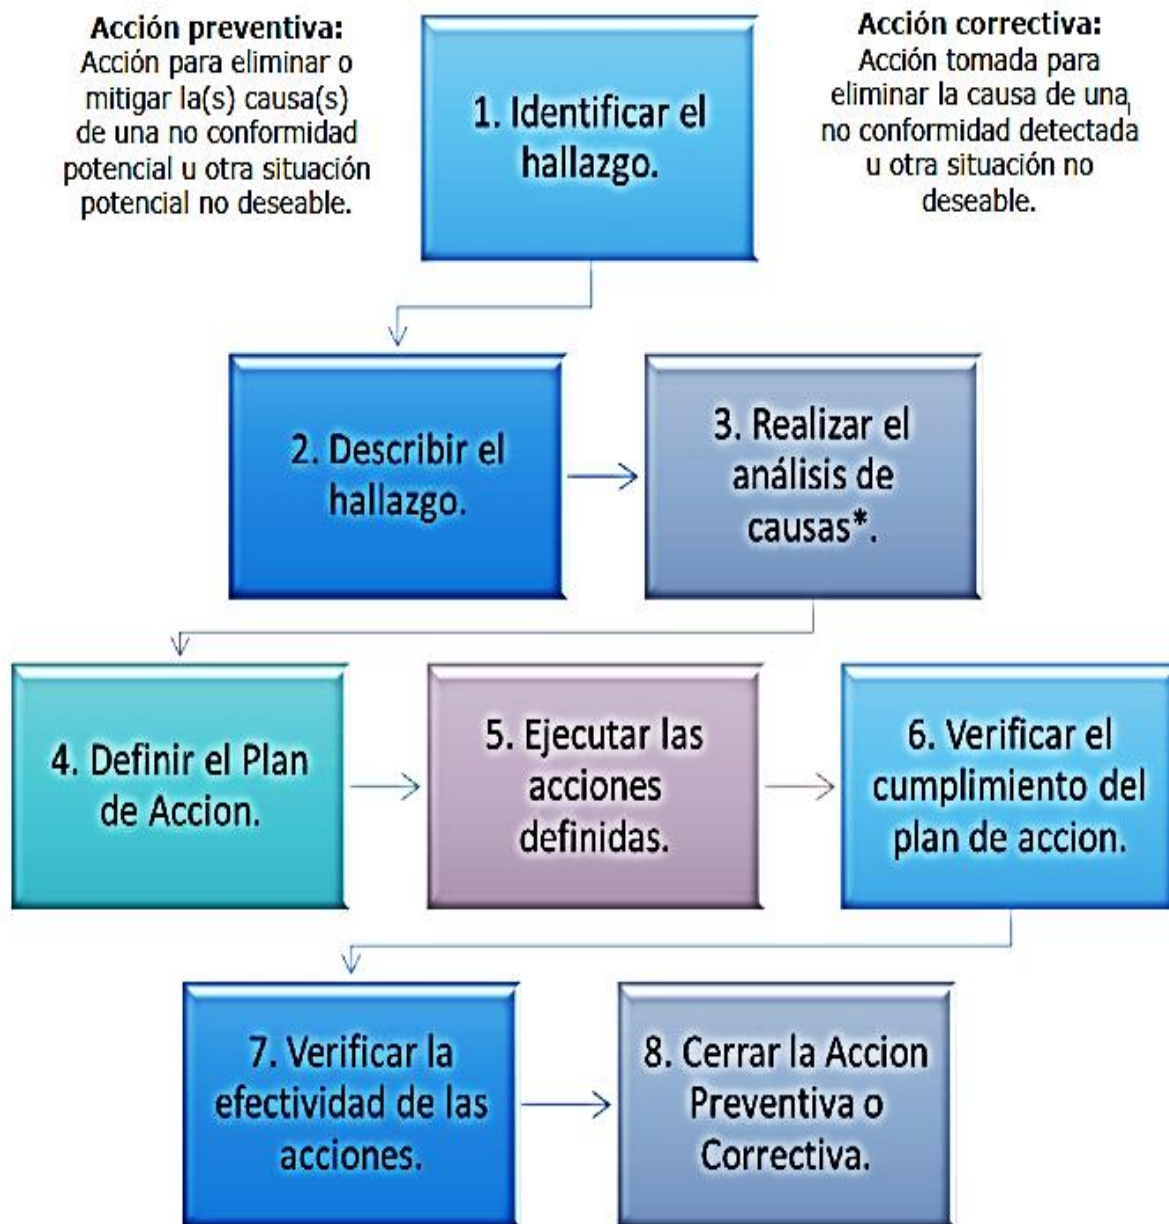 Acción preventiva:
Acción para eliminar o
mitigar la(s) causa(s)
de una no conformidad
potencial u otra situación
potencial no deseable.
Acción correctiva:
Acción tomada para
eliminar la causa de una
no conformidad detectada
u otra situación no
deseable.
1. Identificar el
hallazgo.
2. Describir el
hallazgo.
3. Realizar el
análisis de
causas*.
4. Definir el Plan
de Accion.
5. Ejecutar las
acciones
definidas.
6. Verificar el
cumplimiento del
plan de accion.
7. Verificar la
efectividad de las
acciones.
8. Cerrar la Accion
Preventiva o
Correctiva.